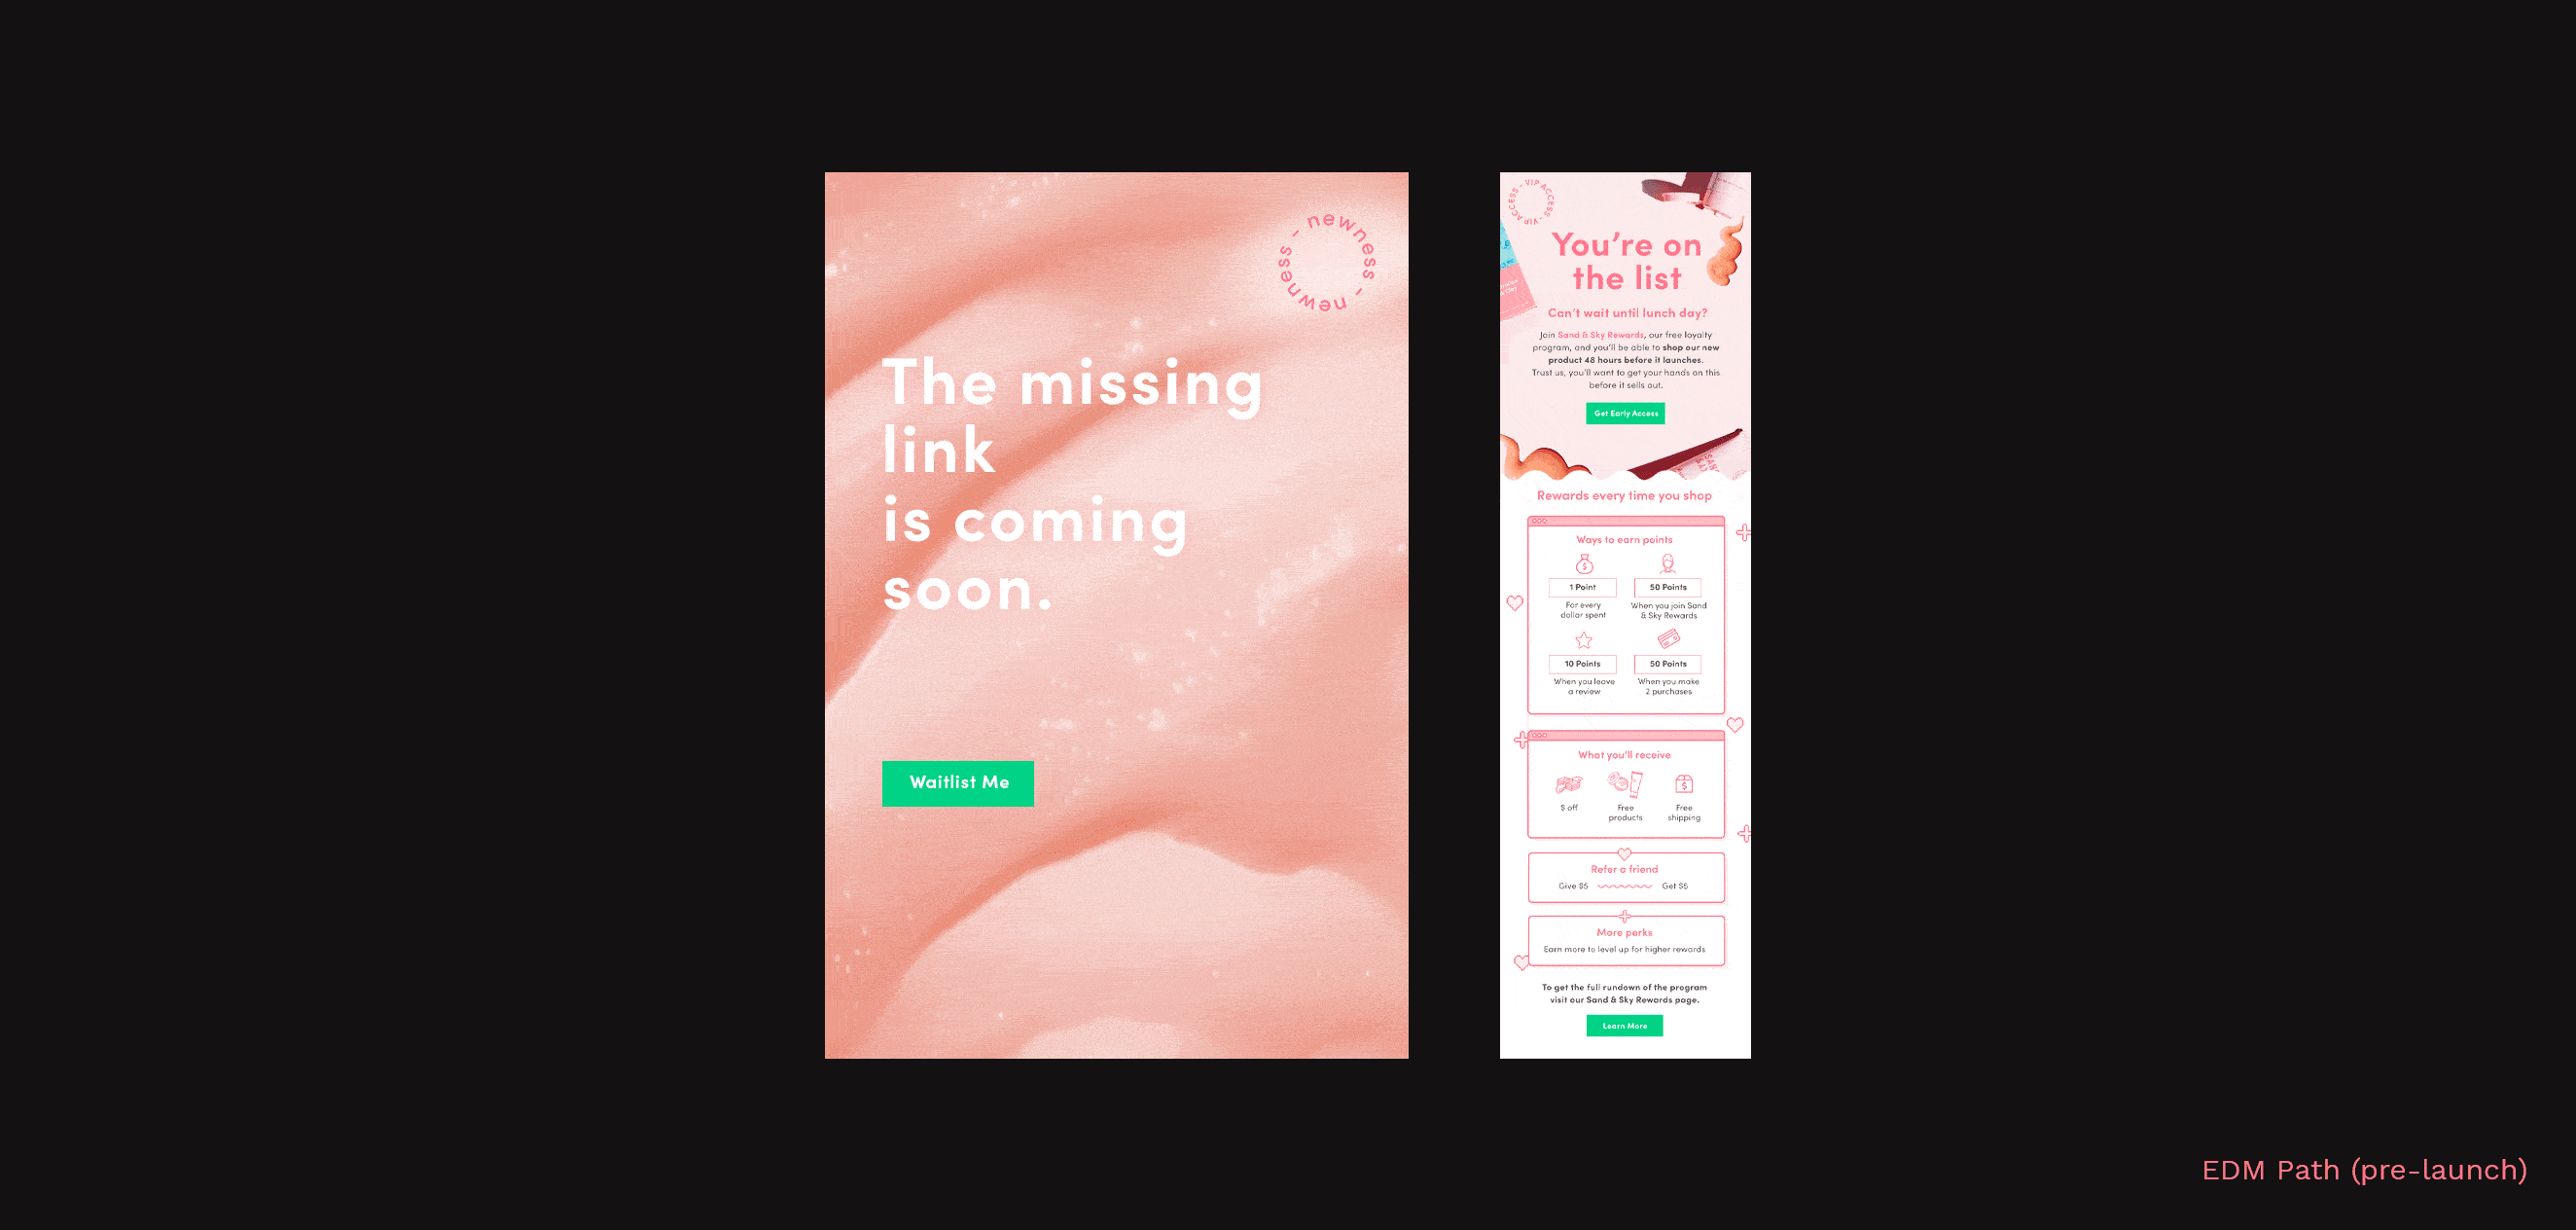 newness - newness -
The missing
link
is coming
soon.
Waitlist Me
VIP ACCESS - VIP ACCESS -
You're on
the list
Can't wait until lunch day?
Join Sand & Sky Rewards, our free loyalty
program, and you'll be able to shop our new
product 48 hours before it launches.
Trust us, you'll want to get your hands on this
before it sells out.
Get Early Access
Rewards every time you shop
Ways to earn points
1 Point
For every
dollar spent
50 Points
When you join Sand
& Sky Rewards
10 Points
When you leave
a review
50 Points
When you make
2 purchases
What you'll receive
$ off
Free
products
Free
shipping
Refer a friend
Give $5
Get $5
More perks
Earn more to level up for higher rewards
To get the full rundown of the program
visit our Sand & Sky Rewards page.
Learn More
EDM Path (pre-launch)